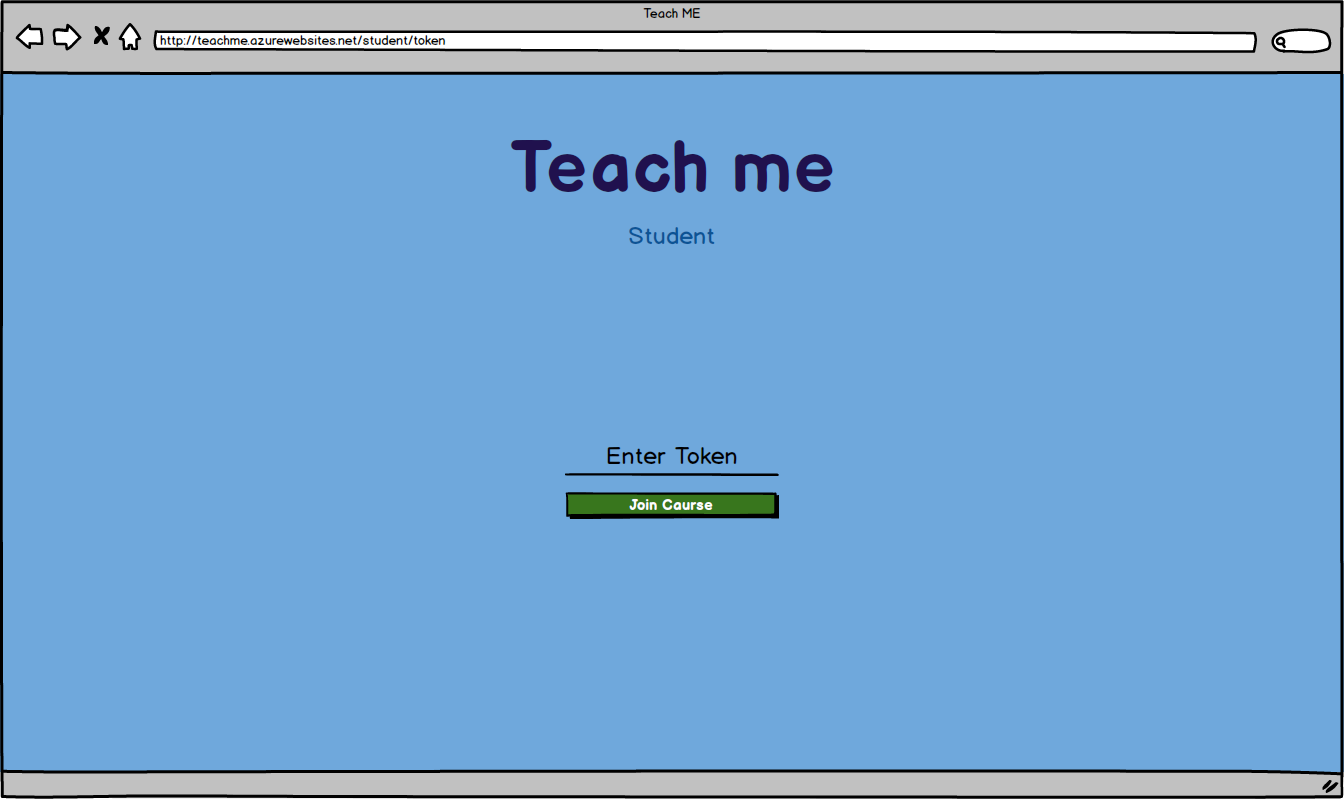 Teach ME
http://teachme.azurewebsites.net/student/token
Teach me
Student
Enter Token
Join Caurse